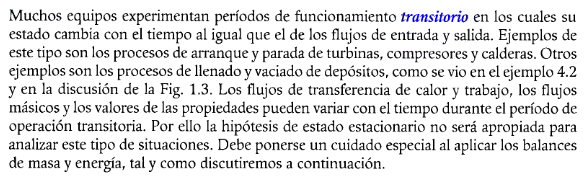 Muchos equipos experimentan períodos de funcionamiento transitorio en los cuales su
estado cambia con el tiempo al igual que el de los flujos de entrada y salida. Ejemplos de
este tipo son los procesos de arranque y parada de turbinas, compresores y calderas. Otros
ejemplos son los procesos de llenado y vaciado de depósitos, como se vio en el ejemplo 4.2
y en la discusión de la Fig. 1.3. Los flujos de transferencia de calor y trabajo, los flujos
másicos y los valores de las propiedades pueden variar con el tiempo durante el período de
operación transitoria. Por ello la hipótesis de estado estacionario no será apropiada para
analizar este tipo de situaciones. Debe ponerse un cuidado especial al aplicar los balances
de masa y energía, tal y como discutiremos a continuación.